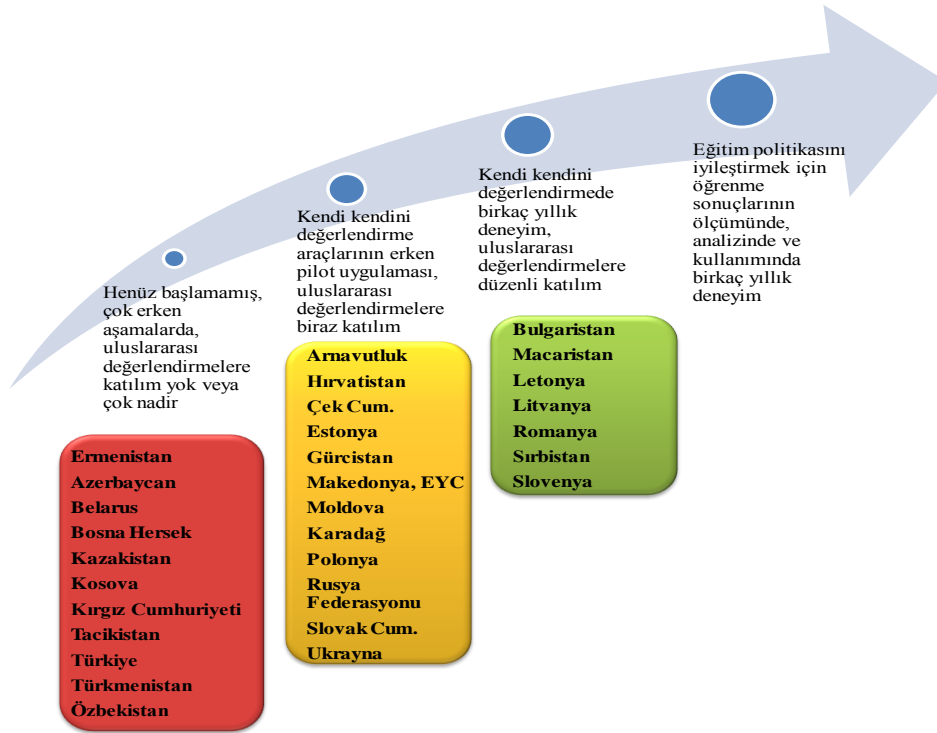 Henüz başlamamış,
çok erken
aşamalarda,
uluslararası
değerlendirmelere
katılım yok veya
çok nadir
Ermenistan
Azerbaycan
Belarus
Bosna Hersek
Kazakistan
Kosova
Kırgız Cumhuriyeti
Tacikistan
Türkiye
Türkmenistan
Özbekistan
Kendi kendini
değerlendirme
araçlarının erken
pilot uygulaması,
uluslararası
değerlendirmelere
biraz katılım
Arnavutluk
Hırvatistan
Çek Cum.
Estonya
Gürcistan
Makedonya, EYC
Moldova
Karadağ
Polonya
Rusya
Federasyonu
Slovak Cum.
Ukrayna
Kendi kendini
değerlendirmede
birkaç yıllık
deneyim,
uluslararası
değerlendirmelere
düzenli katılım
Bulgaristan
Macaristan
Letonya
Litvanya
Romanya
Sırbistan
Slovenya
Eğitim politikasını
iyileştirmek için
öğrenme
sonuçlarının
ölçümünde,
analizinde ve
kullanımında
birkaç yıllık
deneyim